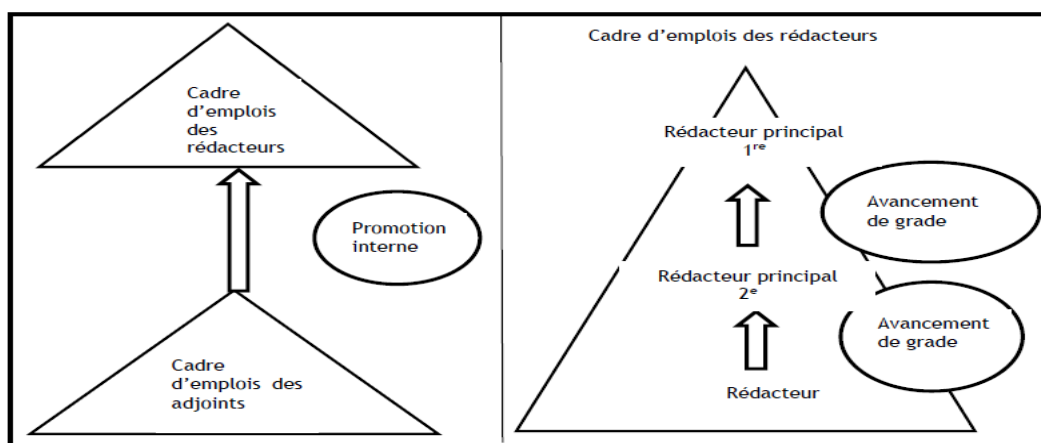 Cadre
d'emplois
des
rédacteurs
Promotion
interne
Cadre
d'emplois des
adjoints
Cadre d'emplois des rédacteurs
Rédacteur principal
1re
Avancement
de grade
Rédacteur principal
2e
Avancement
de grade
Rédacteur